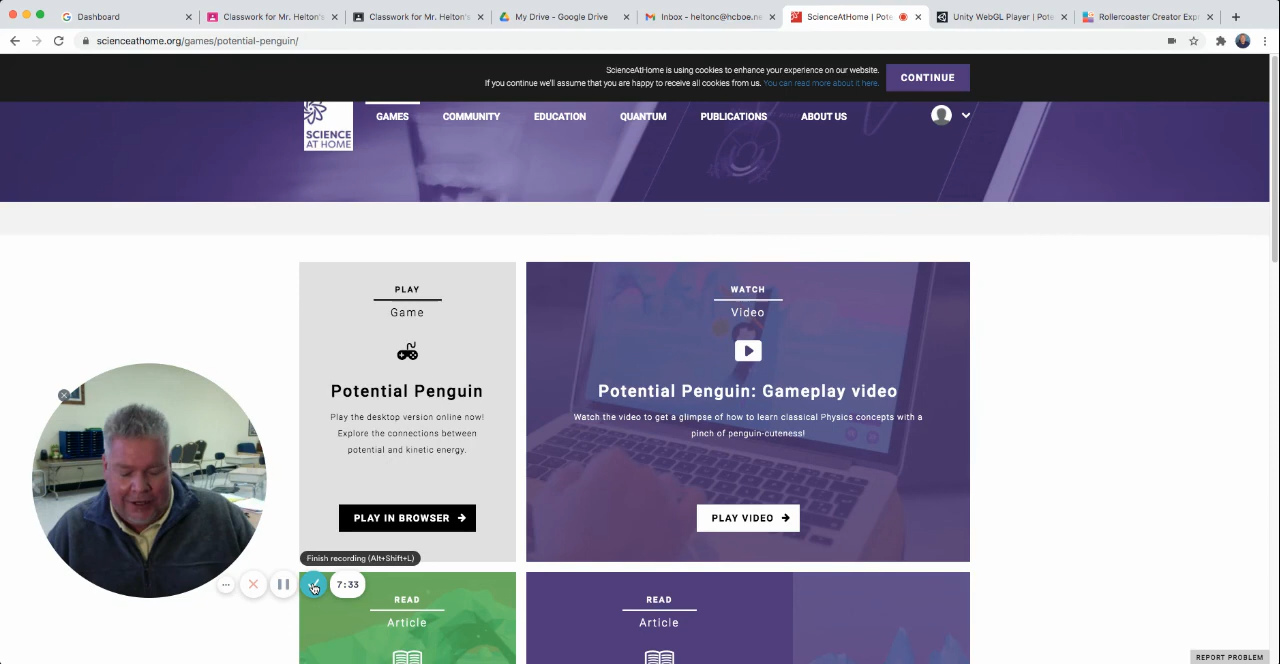 Dashboard
Classwork for Mr. Helton's
Classwork for Mr. Helton's
My Drive - Google Drive
Inbox - heltonc@hcboe.ne
ScienceAtHome | Pote
Unity WebGL Player | Pote
Rollercoaster Creator Expr
scienceathome.org/games/potential-penguin/
ScienceAtHome is using cookies to enhance your experience on our website.
If you continue we'll assume that you are happy to receive all cookies from us. You can read more about it here.
CONTINUE
SCIENCE
AT HOME
GAMES
COMMUNITY
EDUCATION
QUANTUM
PUBLICATIONS
ABOUT US
PLAY
Game
Potential Penguin
Play the desktop version online now!
Explore the connections between
potential and kinetic energy.
PLAY IN BROWSER
WATCH
Video
Potential Penguin: Gameplay video
Watch the video to get a glimpse of how to learn classical Physics concepts with a
pinch of penguin-cuteness!
PLAY VIDEO
Finish recording (Alt+Shift+L)
7:33
READ
Article
READ
Article
REPORT PROBLEM